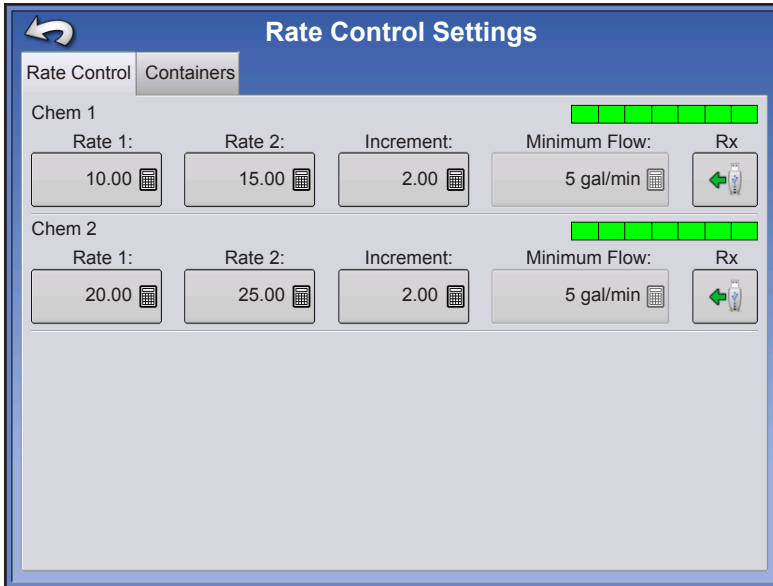 Rate Control Settings
Rate Control Containers
Chem 1
Rate 1: Rate 2: Increment: Minimum Flow: Rx
10.00 15.00 2.00 5 gal/min
Chem 2
Rate 1: Rate 2: Increment: Minimum Flow: Rx
20.00 25.00 2.00 5 gal/min